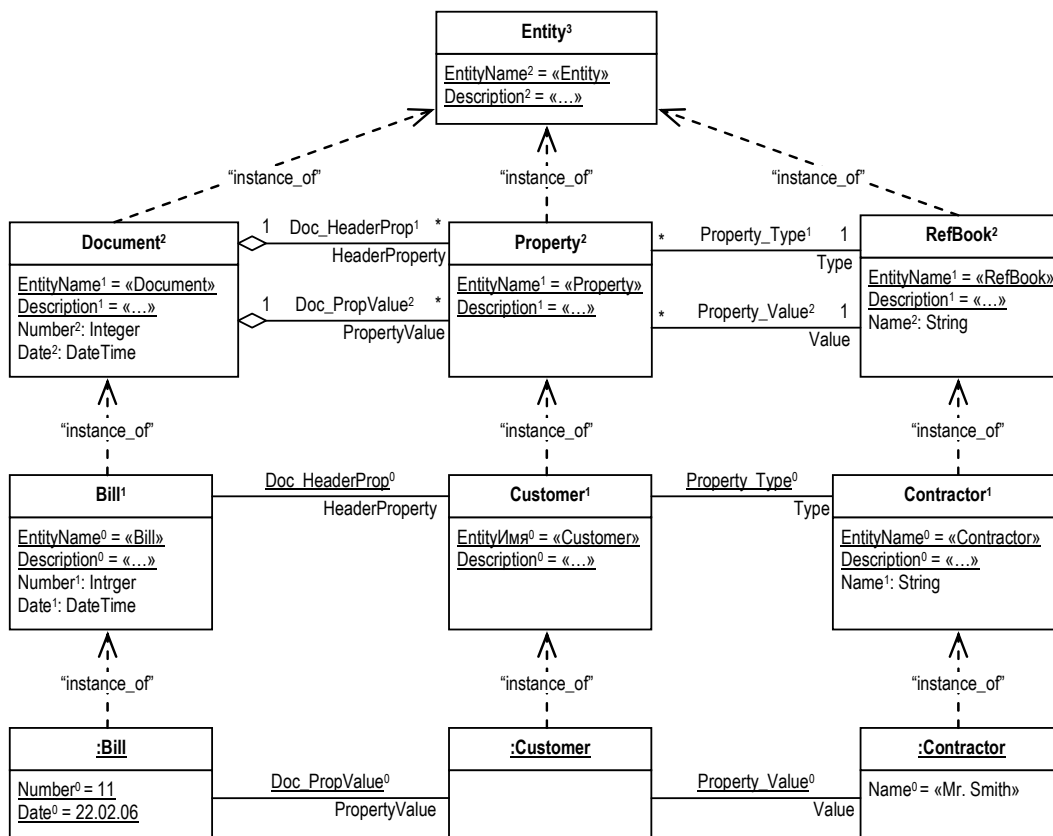 Entity³
EntityName² = «Entity»
Description² = «…»
“instance_of”
“instance_of”
“instance_of”
Document²
EntityName¹ = «Document»
Description¹ = «…»
Number²: Integer
Date²: DateTime
1 Doc_HeaderProp¹ *
HeaderProperty
1 Doc_PropValue² *
PropertyValue
Property²
EntityName¹ = «Property»
Description¹ = «…»
* Property_Type¹ 1
Type
* Property_Value² 1
Value
RefBook²
EntityName¹ = «RefBook»
Description¹ = «…»
Name²: String
“instance_of”
“instance_of”
“instance_of”
Bill¹
EntityName⁰ = «Bill»
Description⁰ = «…»
Number¹: Intrger
Date¹: DateTime
Doc_HeaderProp⁰
HeaderProperty
Customer¹
EntityИмя⁰ = «Customer»
Description⁰ = «…»
Property_Type⁰
Type
Contractor¹
EntityName⁰ = «Contractor»
Description⁰ = «…»
Name¹: String
“instance_of”
“instance_of”
“instance_of”
:Bill
Number⁰ = 11
Date⁰ = 22.02.06
Doc_PropValue⁰
PropertyValue
:Customer
Property_Value⁰
Value
:Contractor
Name⁰ = «Mr. Smith»